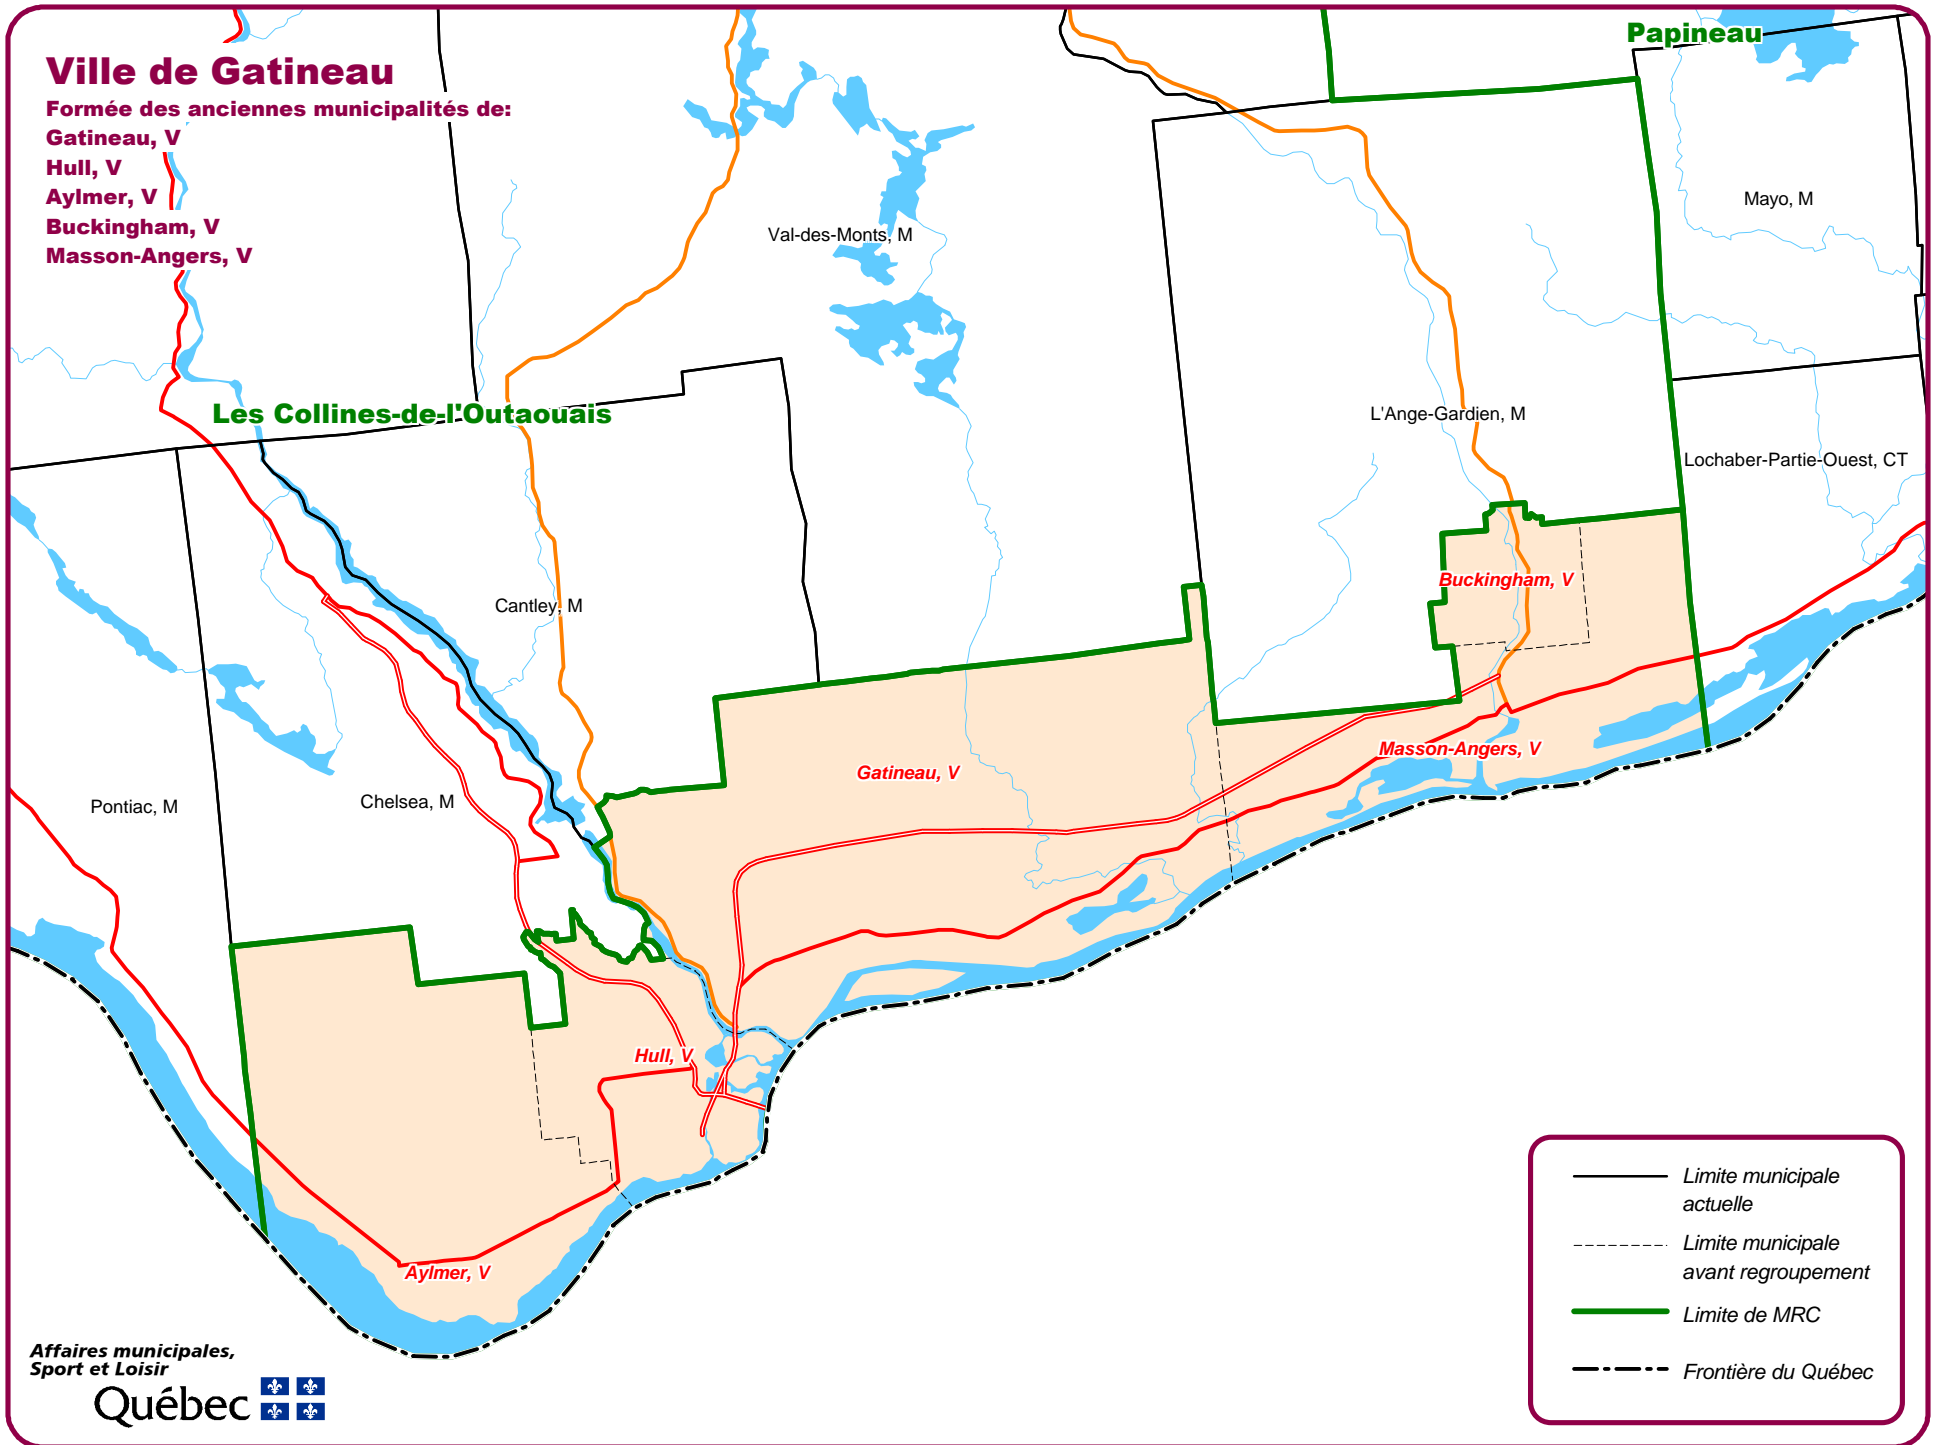 Papineau
Ville de Gatineau
Formée des anciennes municipalités de:
Gatineau, V
Hull, V
Aylmer, V
Buckingham, V
Masson-Angers, V
Mayo, M
Val-des-Monts, M
Les Collines-de-l'Outaouais
L'Ange-Gardien, M
Lochaber-Partie-Ouest, CT
Buckingham, V
Cantley, M
Masson-Angers, V
Gatineau, V
Chelsea, M
Pontiac, M
Hull, V
Aylmer, V
Limite municipale
actuelle
Limite municipale
avant regroupement
Limite de MRC
Frontière du Québec
Affaires municipales,
Sport et Loisir
Québec